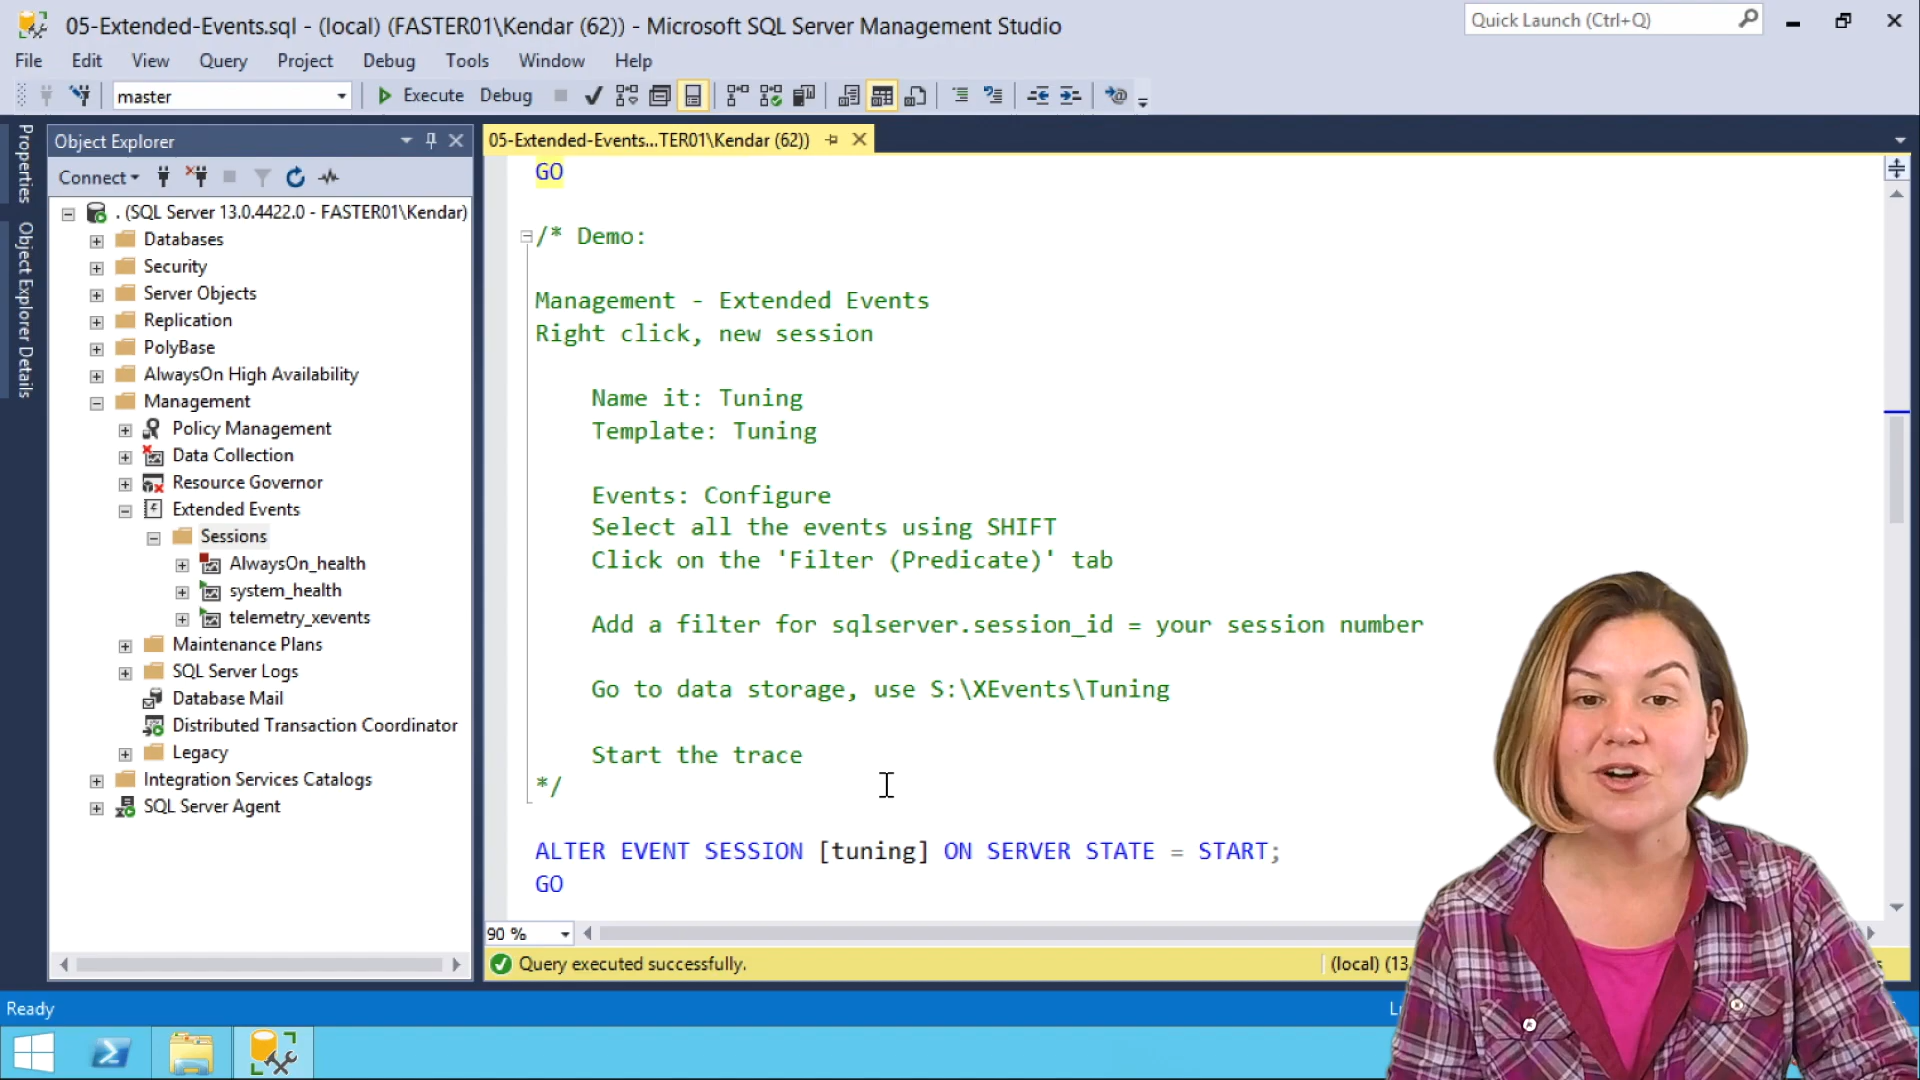 05-Extended-Events.sql - (local) (FASTER01\Kendar (62)) - Microsoft SQL Server Management Studio
Quick Launch (Ctrl+Q)
File Edit View Query Project Debug Tools Window Help
master
Execute Debug
Properties
Object Explorer Details
Object Explorer
Connect
. (SQL Server 13.0.4422.0 - FASTER01\Kendar)
Databases
Security
Server Objects
Replication
PolyBase
AlwaysOn High Availability
Management
Policy Management
Data Collection
Resource Governor
Extended Events
Sessions
AlwaysOn_health
system_health
telemetry_xevents
Maintenance Plans
SQL Server Logs
Database Mail
Distributed Transaction Coordinator
Legacy
Integration Services Catalogs
SQL Server Agent
05-Extended-Events...TER01\Kendar (62))
GO
/* Demo:
Management - Extended Events
Right click, new session
Name it: Tuning
Template: Tuning
Events: Configure
Select all the events using SHIFT
Click on the 'Filter (Predicate)' tab
Add a filter for sqlserver.session_id = your session number
Go to data storage, use S:\XEvents\Tuning
Start the trace
*/
ALTER EVENT SESSION [tuning] ON SERVER STATE = START;
GO
90 %
Query executed successfully.
(local) (13.
Ready